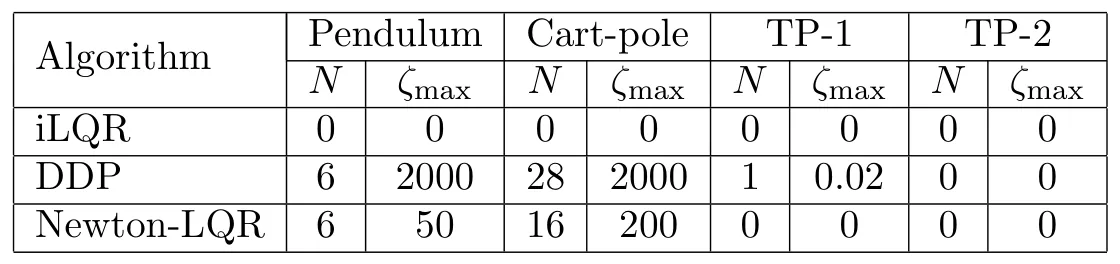 Algorithm Pendulum Cart-pole TP-1 TP-2
N ζmax N ζmax N ζmax N ζmax
iLQR 0 0 0 0 0 0 0 0
DDP 6 2000 28 2000 1 0.02 0 0
Newton-LQR 6 50 16 200 0 0 0 0